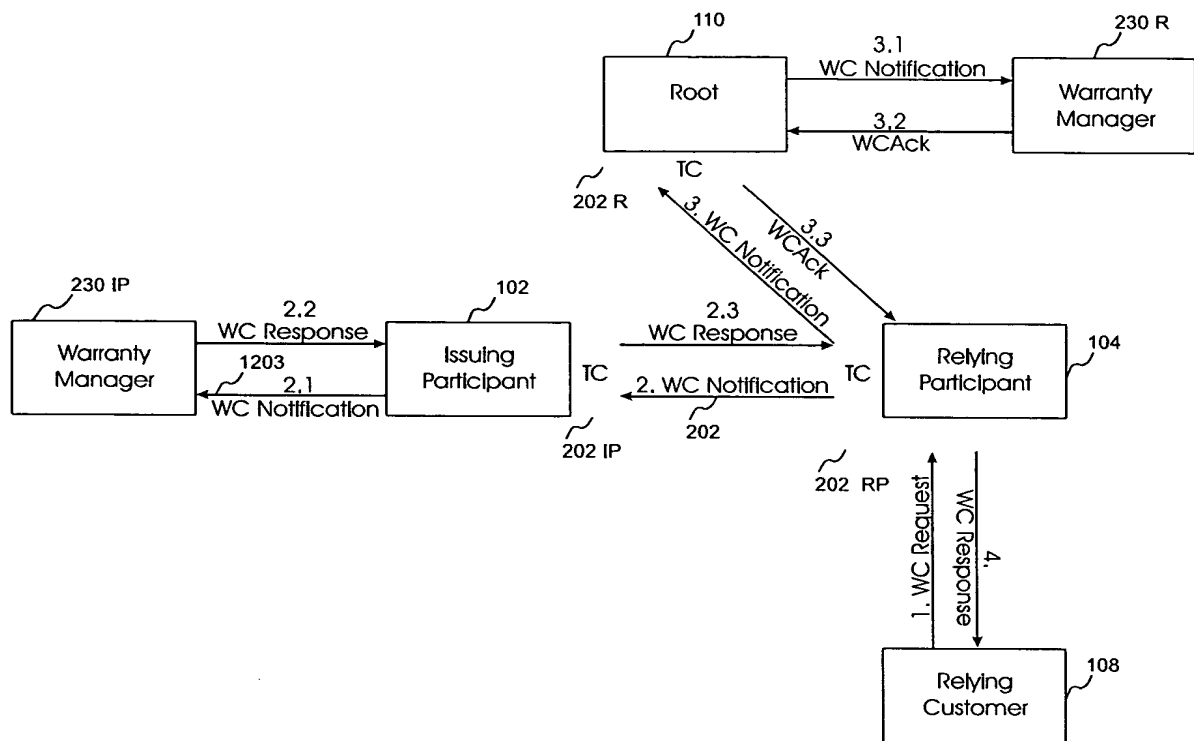 110
230 R
Root
3.1
WC Notification
3.2
WCAck
Warranty
Manager
TC
202 R
3. WC Notification
3.3
WCAck
230 IP
Warranty
Manager
2.2
WC Response
1203
2.1
WC Notification
102
Issuing
Participant
TC
202 IP
2.3
WC Response
2. WC Notification
202
TC
Relying
Participant
104
202 RP
1. WC Request
4.
WC Response
Relying
Customer
108